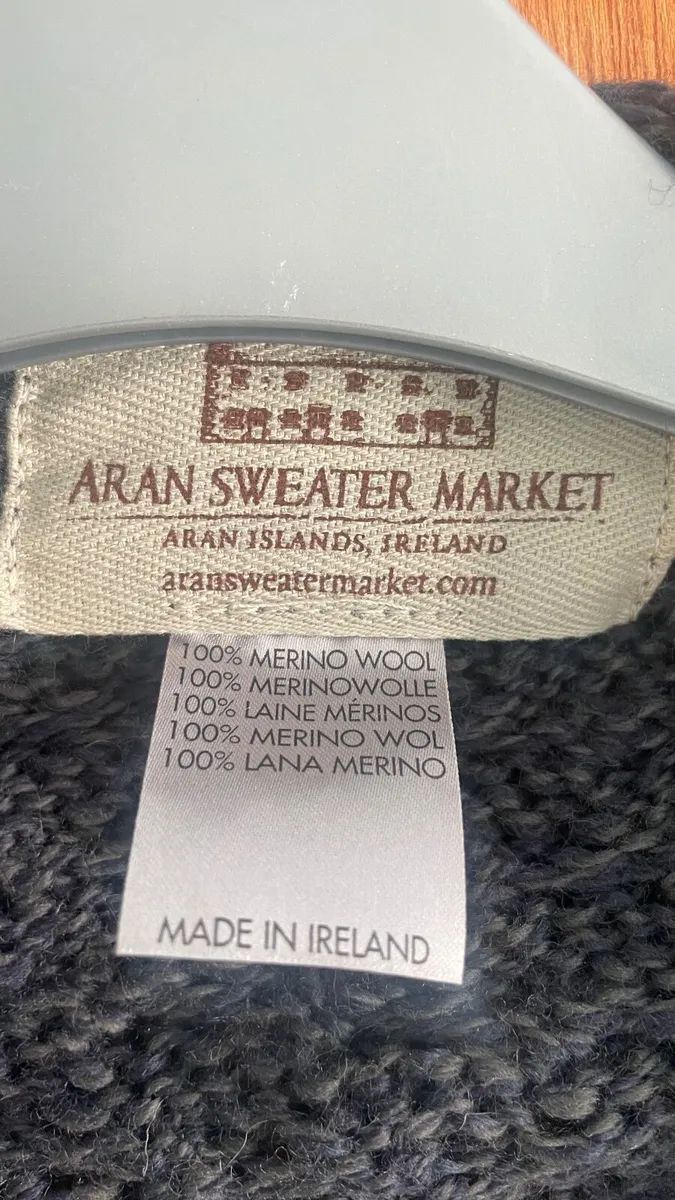 ARAN SWEATER MARKET
ARAN ISLANDS, IRELAND
aransweatermarket.com
100% MERINO WOOL
100% MERINOWOLLE
100% LAINE MÉRINOS
100% MERINO WOL
100% LANA MERINO
MADE IN IRELAND